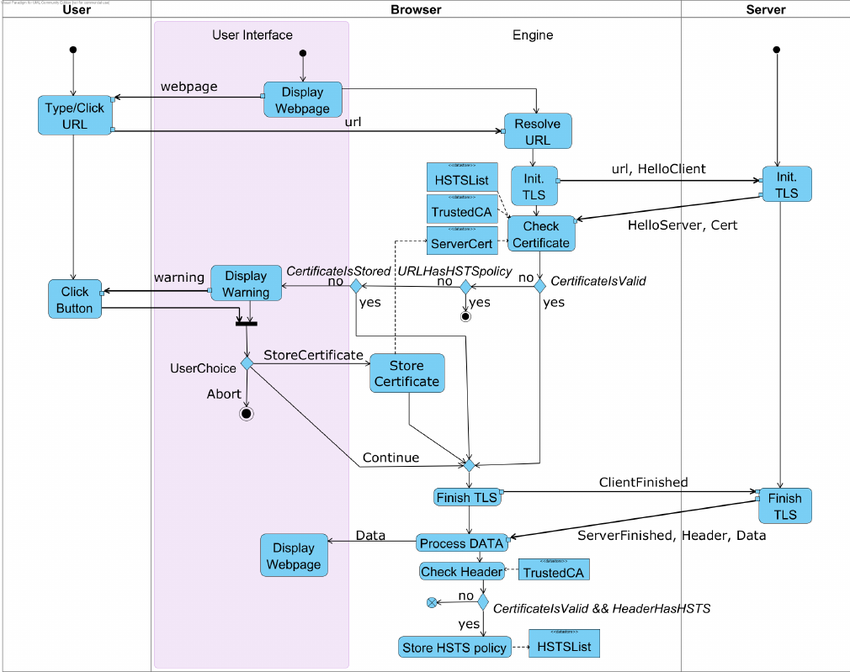 User
Browser
Server
User Interface
Engine
webpage
Display
Webpage
Type/Click
URL
url
Resolve
URL
HSTSList
Init.
TLS
url, HelloClient
Init.
TLS
TrustedCA
Check
Certificate
HelloServer, Cert
ServerCert
warning
Display
Warning
CertificateIsStored
URLHasHSTSpolicy
no
no
no
CertificateIsValid
Click
Button
yes
yes
yes
UserChoice
StoreCertificate
Store
Certificate
Abort
Continue
Finish TLS
ClientFinished
Finish
TLS
Data
Process DATA
ServerFinished, Header, Data
Display
Webpage
Check Header
TrustedCA
no
CertificateIsValid && HeaderHasHSTS
yes
Store HSTS policy
HSTSList